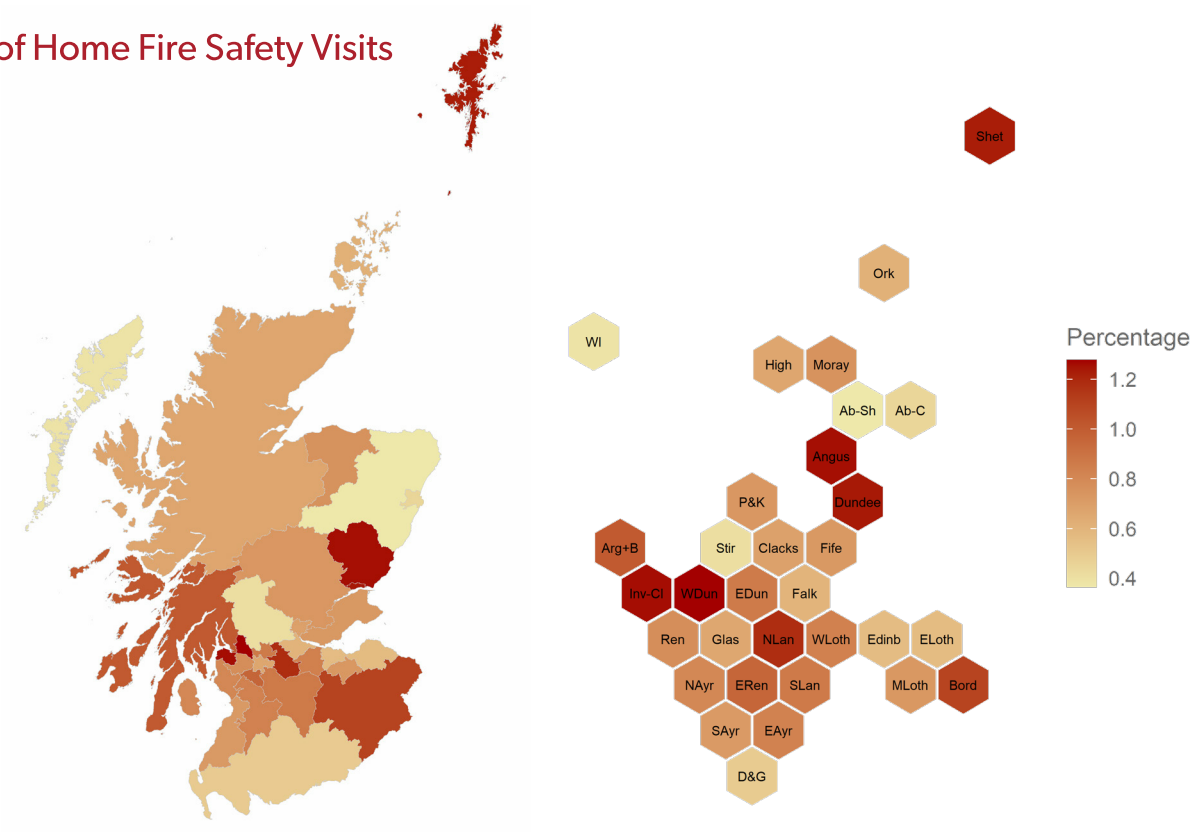 of Home Fire Safety Visits
Shet
Ork
WI
High Moray
Ab-Sh Ab-C
Angus
P&K Dundee
Arg+B Stir Clacks Fife
Inv-Cl WDun EDun Falk
Ren Glas NLan WLoth Edinb ELoth
NAyr ERen SLan MLoth Bord
SAyr EAyr
D&G
Percentage
1.2
1.0
0.8
0.6
0.4